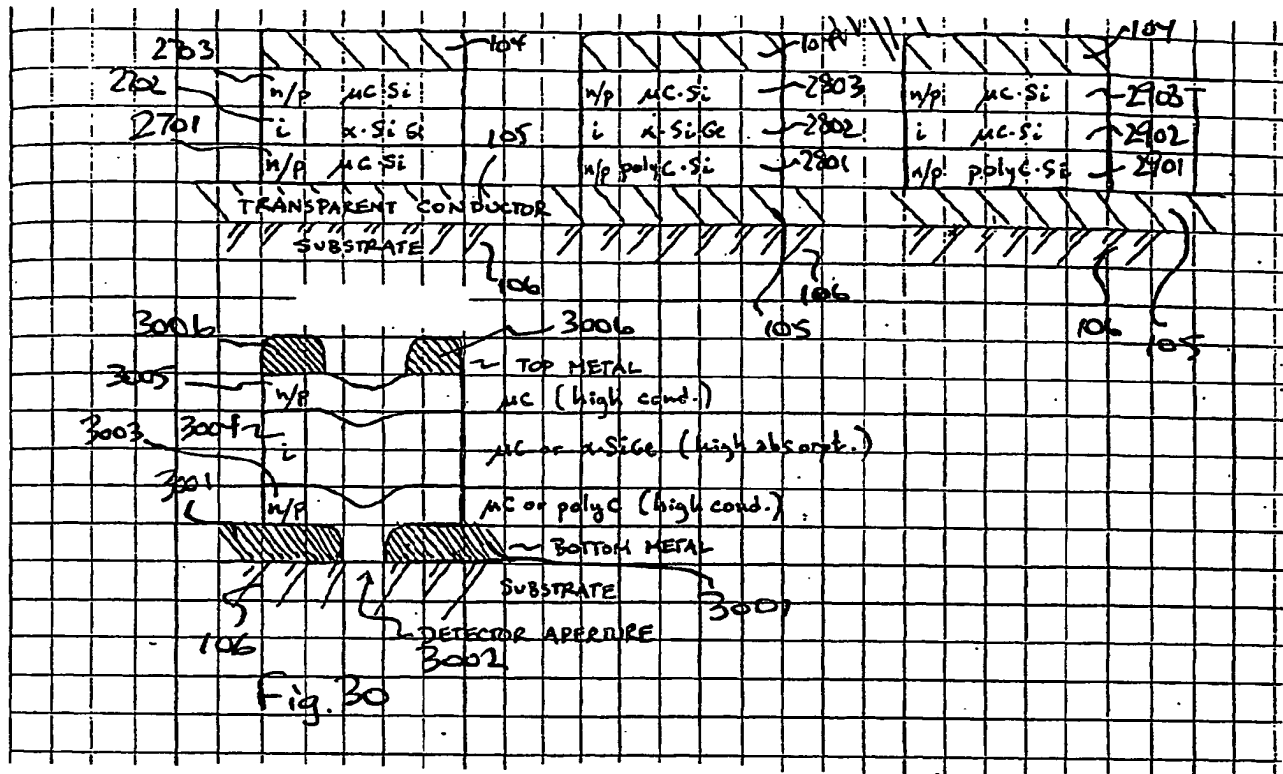 2703 104 104 104
2702 n/p μC-Si n/p μC-Si 2803 n/p μC-Si 2903
2701 i α-SiGe 105 i α-SiGe 2802 i μC-Si 2902
n/p μC-Si n/p polyC-Si 2801 n/p polyC-Si 2901
TRANSPARENT CONDUCTOR
SUBSTRATE
106 106
105 106 105
3006 3006
TOP METAL
3005 n/p μC (high cond.)
3003 3004 i μC or α-SiGe (high absorpt.)
3001
n/p μC or polyC (high cond.)
BOTTOM METAL
SUBSTRATE 3001
106 DETECTOR APERTURE
3002
Fig. 30